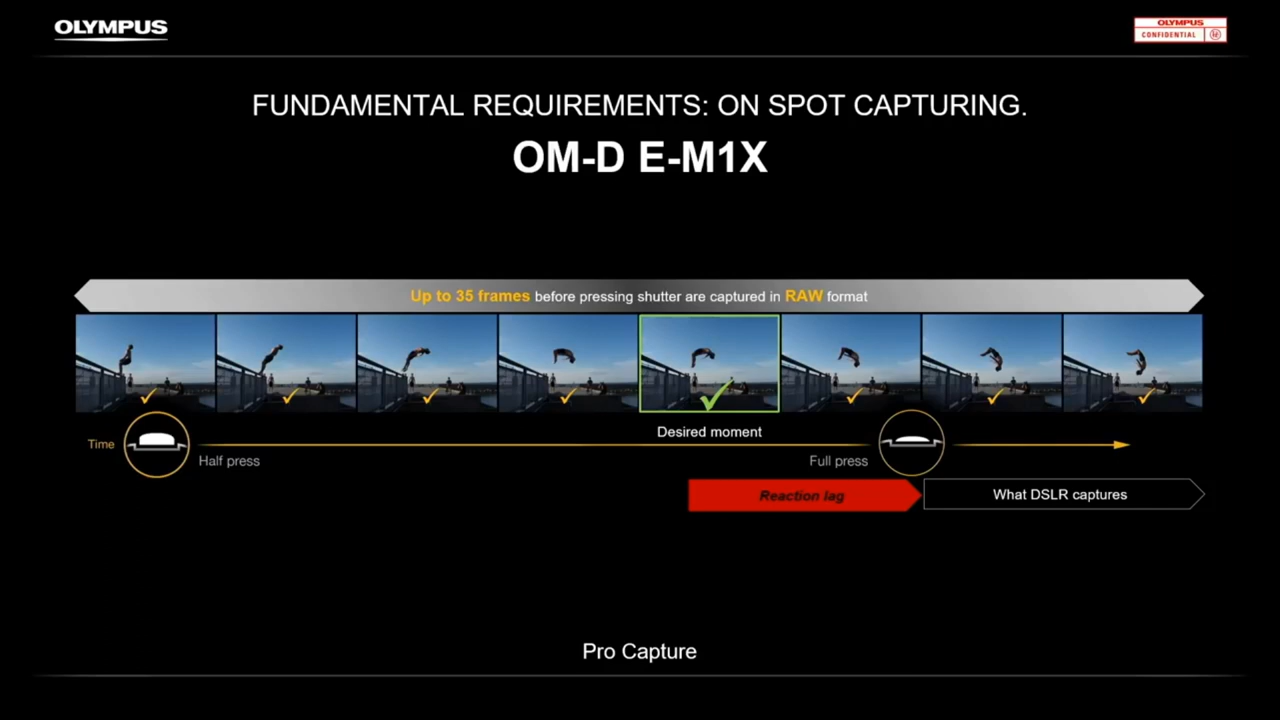 OLYMPUS
OLYMPUS
CONFIDENTIAL
FUNDAMENTAL REQUIREMENTS: ON SPOT CAPTURING.
OM-D E-M1X
Up to 35 frames before pressing shutter are captured in RAW format
Desired moment
Time
Half press
Full press
Reaction lag
What DSLR captures
Pro Capture